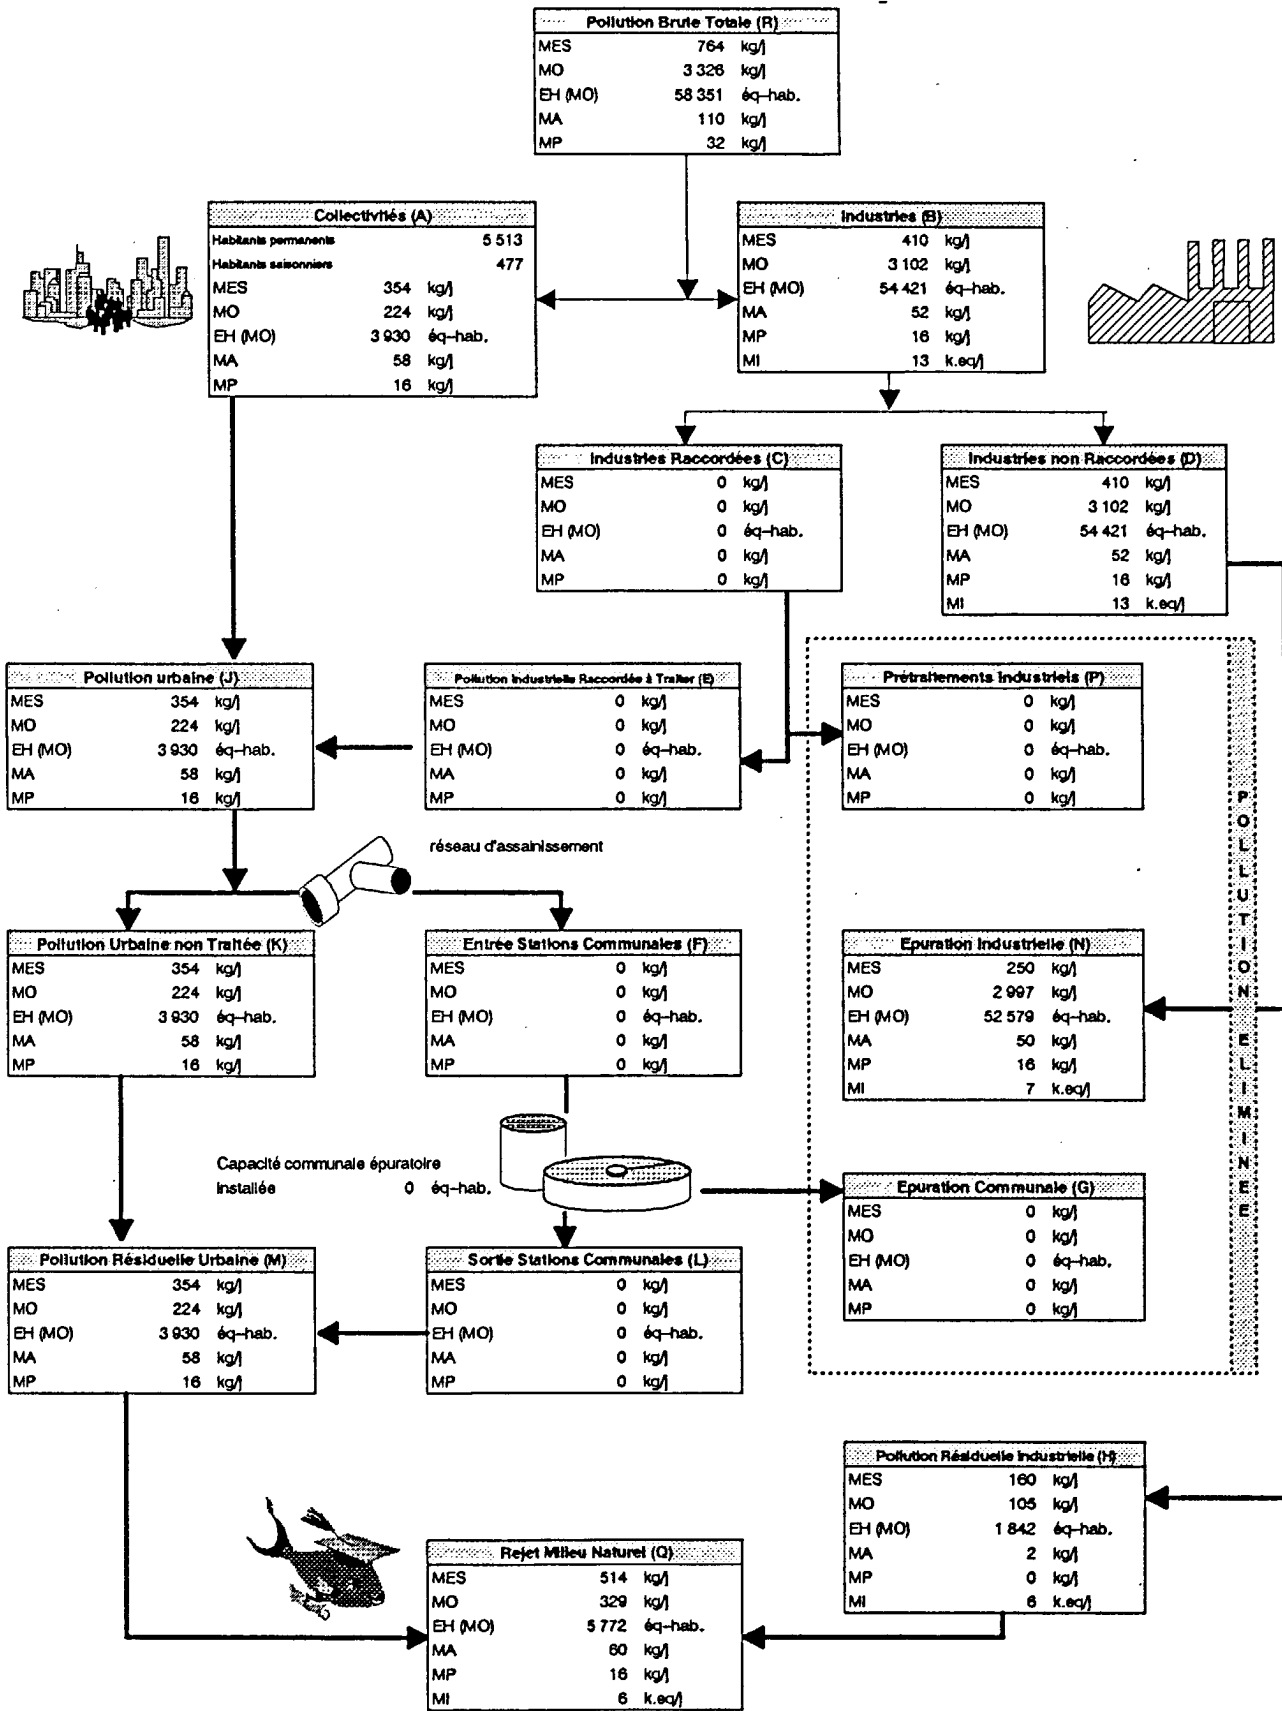 Pollution Brute Totale (R)
MES 764 kg/j
MO 3 326 kg/j
EH (MO) 58 351 éq-hab.
MA 110 kg/j
MP 32 kg/j
Collectivités (A)
Habitants permanents 5 513
Habitants saisonniers 477
MES 354 kg/j
MO 224 kg/j
EH (MO) 3 930 éq-hab.
MA 58 kg/j
MP 16 kg/j
Industries (B)
MES 410 kg/j
MO 3 102 kg/j
EH (MO) 54 421 éq-hab.
MA 52 kg/j
MP 16 kg/j
MI 13 k.eq/j
Industries Raccordées (C)
MES 0 kg/j
MO 0 kg/j
EH (MO) 0 éq-hab.
MA 0 kg/j
MP 0 kg/j
Industries non Raccordées (D)
MES 410 kg/j
MO 3 102 kg/j
EH (MO) 54 421 éq-hab.
MA 52 kg/j
MP 16 kg/j
MI 13 k.eq/j
Pollution urbaine (J)
MES 354 kg/j
MO 224 kg/j
EH (MO) 3 930 éq-hab.
MA 58 kg/j
MP 16 kg/j
Pollution Industrielle Raccordée à Traiter (E)
MES 0 kg/j
MO 0 kg/j
EH (MO) 0 éq-hab.
MA 0 kg/j
MP 0 kg/j
Prétraitements Industriels (P)
MES 0 kg/j
MO 0 kg/j
EH (MO) 0 éq-hab.
MA 0 kg/j
MP 0 kg/j
POLLUTION ELIMINEE
réseau d'assainissement
Pollution Urbaine non Traitée (K)
MES 354 kg/j
MO 224 kg/j
EH (MO) 3 930 éq-hab.
MA 58 kg/j
MP 16 kg/j
Entrée Stations Communales (F)
MES 0 kg/j
MO 0 kg/j
EH (MO) 0 éq-hab.
MA 0 kg/j
MP 0 kg/j
Epuration Industrielle (N)
MES 250 kg/j
MO 2 997 kg/j
EH (MO) 52 579 éq-hab.
MA 50 kg/j
MP 16 kg/j
MI 7 k.eq/j
Capacité communale épuratoire
installée 0 éq-hab.
Epuration Communale (G)
MES 0 kg/j
MO 0 kg/j
EH (MO) 0 éq-hab.
MA 0 kg/j
MP 0 kg/j
Pollution Résiduelle Urbaine (M)
MES 354 kg/j
MO 224 kg/j
EH (MO) 3 930 éq-hab.
MA 58 kg/j
MP 16 kg/j
Sortie Stations Communales (L)
MES 0 kg/j
MO 0 kg/j
EH (MO) 0 éq-hab.
MA 0 kg/j
MP 0 kg/j
Pollution Résiduelle Industrielle (H)
MES 160 kg/j
MO 105 kg/j
EH (MO) 1 842 éq-hab.
MA 2 kg/j
MP 0 kg/j
MI 6 k.eq/j
Rejet Milieu Naturel (Q)
MES 514 kg/j
MO 329 kg/j
EH (MO) 5 772 éq-hab.
MA 60 kg/j
MP 16 kg/j
MI 6 k.eq/j